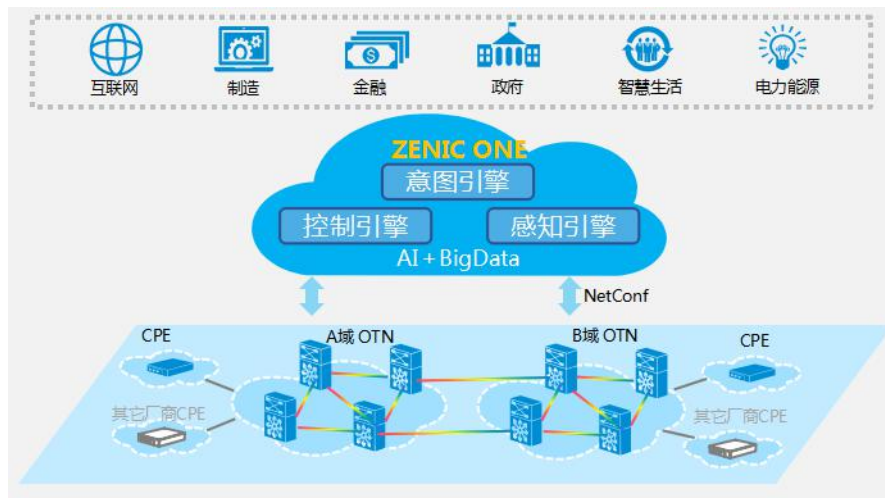 互联网 制造 金融 政府 智慧生活 电力能源
ZENIC ONE
意图引擎
控制引擎 感知引擎
AI+BigData
NetConf
CPE A域 OTN B域 OTN CPE
其它厂商CPE 其它厂商CPE